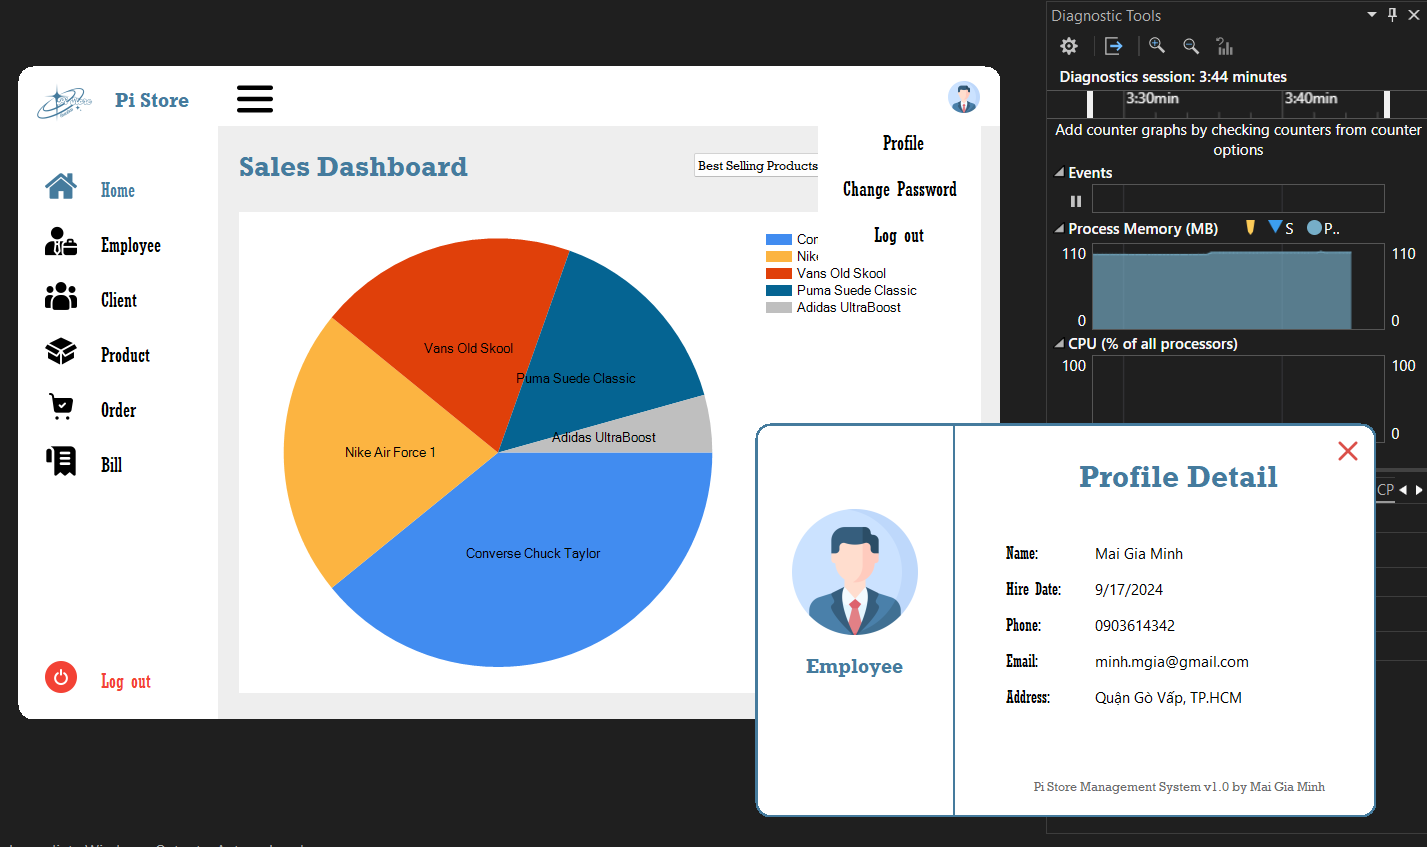 Diagnostic Tools
Diagnostics session: 3:44 minutes
3:30min
3:40min
Add counter graphs by checking counters from counter
options
Events
Process Memory (MB)
S
P..
110
110
0
0
CPU (% of all processors)
100
100
0
CP
Pi Store
Home
Employee
Client
Product
Order
Bill
Log out
Sales Dashboard
Best Selling Products
Profile
Change Password
Log out
Con
Nike
Vans Old Skool
Puma Suede Classic
Adidas UltraBoost
Vans Old Skool
Puma Suede Classic
Adidas UltraBoost
Nike Air Force 1
Converse Chuck Taylor
Employee
Profile Detail
Name: Mai Gia Minh
Hire Date: 9/17/2024
Phone: 0903614342
Email: minh.mgia@gmail.com
Address: Quận Gò Vấp, TP.HCM
Pi Store Management System v1.0 by Mai Gia Minh